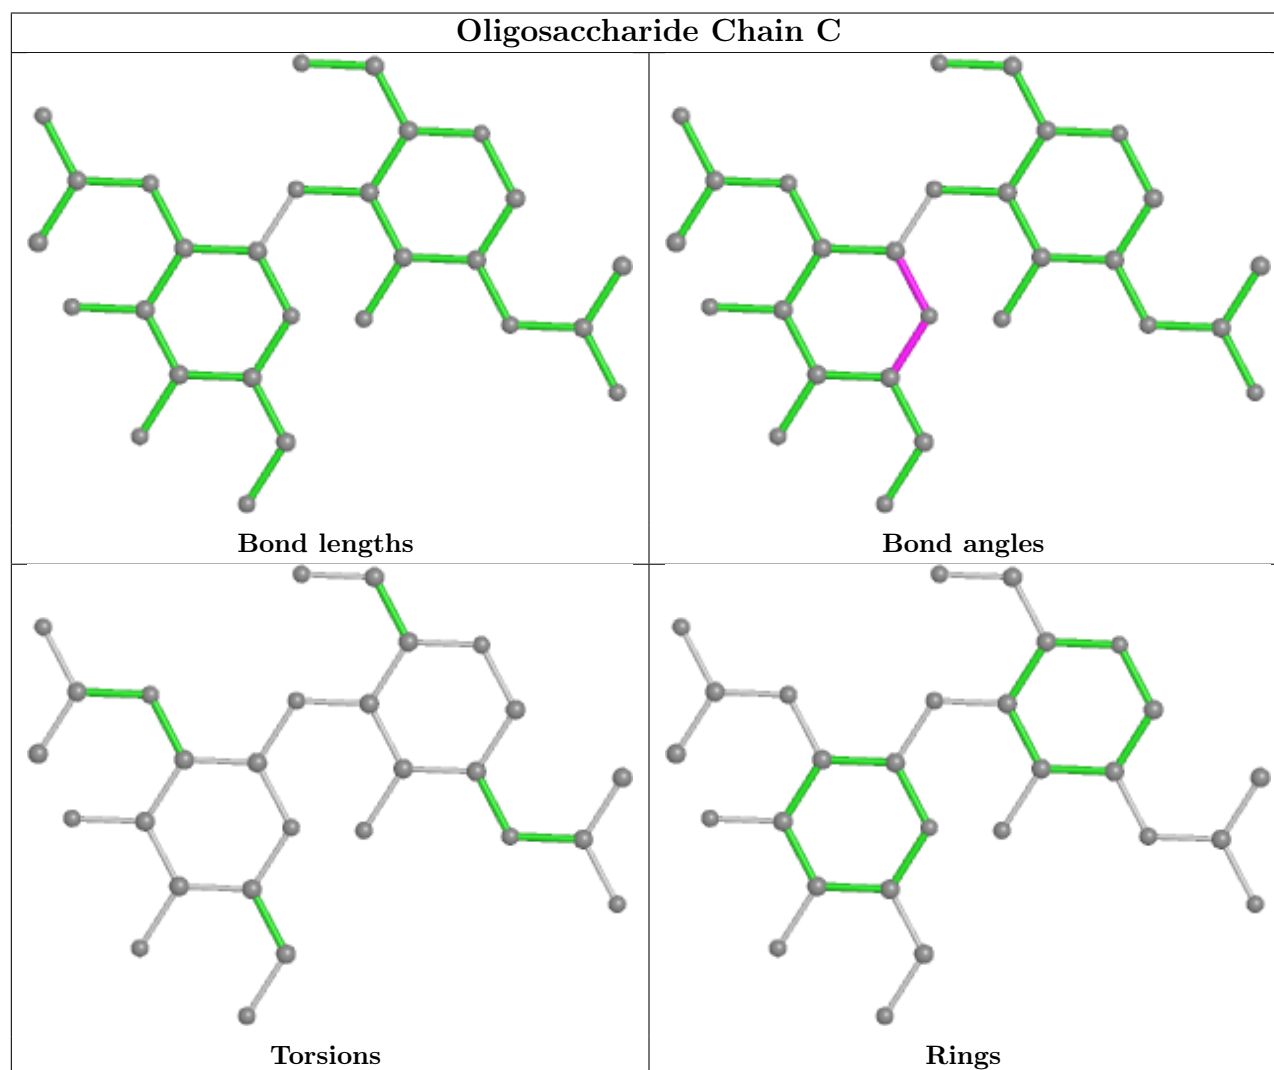 Oligosaccharide Chain C
Bond lengths
Bond angles
Torsions
Rings